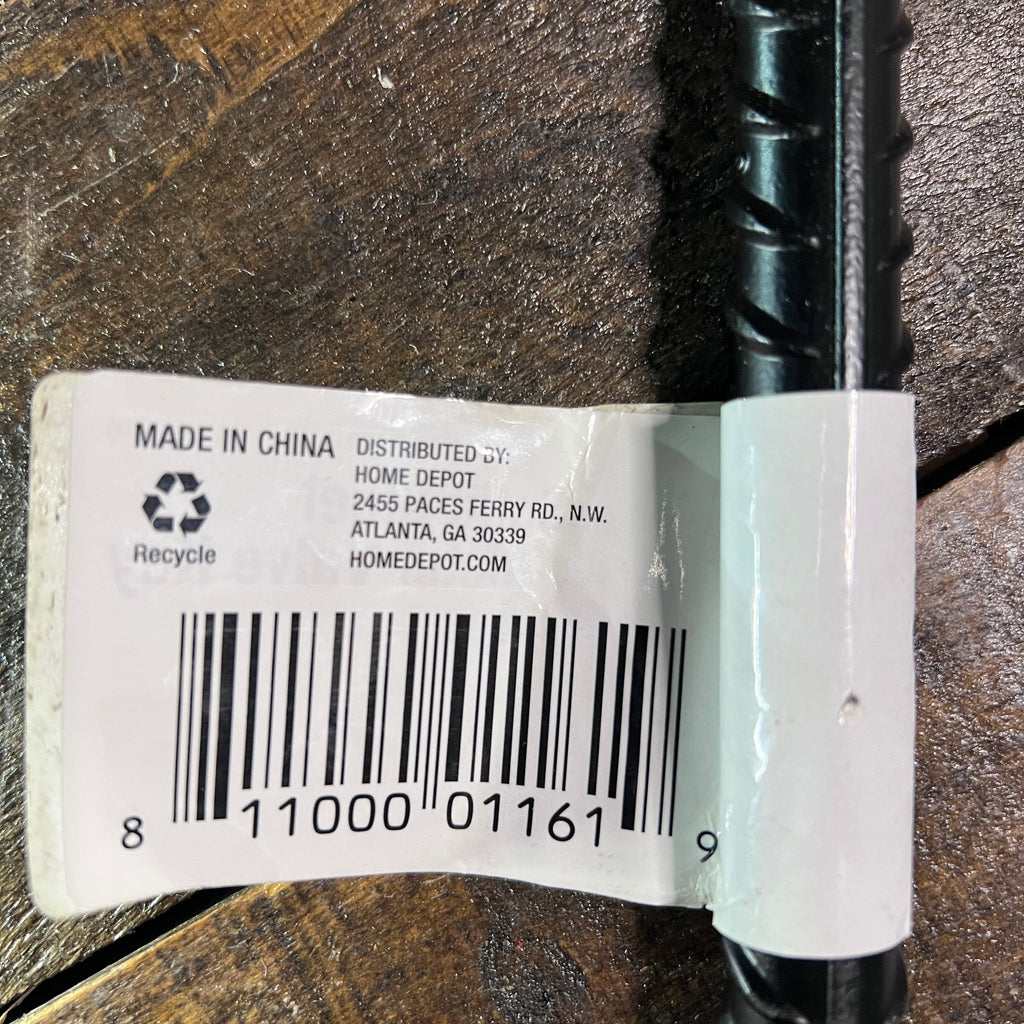 MADE IN CHINA
Recycle
DISTRIBUTED BY:
HOME DEPOT
2455 PACES FERRY RD., N.W.
ATLANTA, GA 30339
HOMEDEPOT.COM
8 11000 01161 9